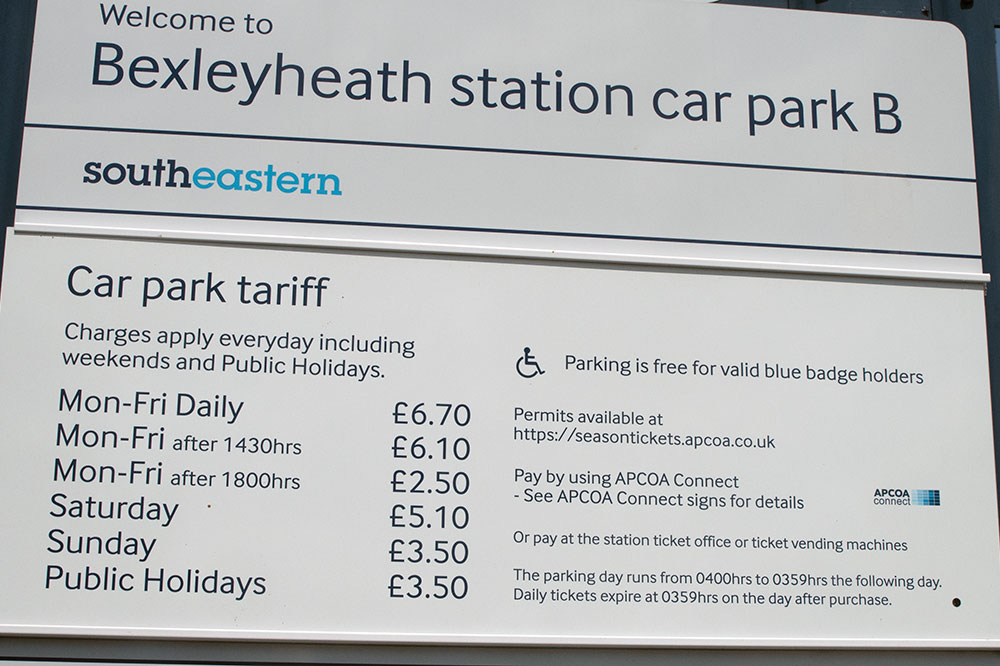 Welcome to
Bexleyheath station car park B
southeastern
Car park tariff
Charges apply everyday including
weekends and Public Holidays.
Mon-Fri Daily £6.70
Mon-Fri after 1430hrs £6.10
Mon-Fri after 1800hrs £2.50
Saturday £5.10
Sunday £3.50
Public Holidays £3.50
Parking is free for valid blue badge holders
Permits available at
https://seasontickets.apcoa.co.uk
Pay by using APCOA Connect
- See APCOA Connect signs for details
APCOA
connect
Or pay at the station ticket office or ticket vending machines
The parking day runs from 0400hrs to 0359hrs the following day.
Daily tickets expire at 0359hrs on the day after purchase.